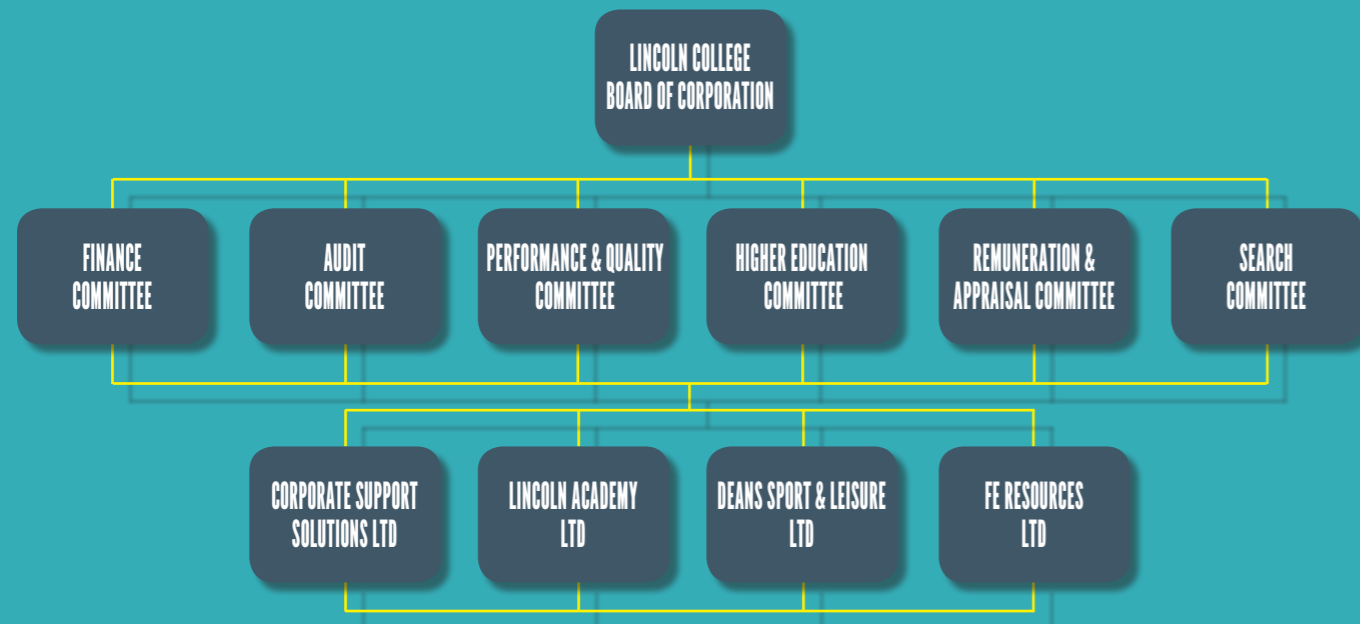 LINCOLN COLLEGE
BOARD OF CORPORATION
FINANCE
COMMITTEE
AUDIT
COMMITTEE
PERFORMANCE & QUALITY
COMMITTEE
HIGHER EDUCATION
COMMITTEE
REMUNERATION &
APPRAISAL COMMITTEE
SEARCH
COMMITTEE
CORPORATE SUPPORT
SOLUTIONS LTD
LINCOLN ACADEMY
LTD
DEANS SPORT & LEISURE
LTD
FE RESOURCES
LTD